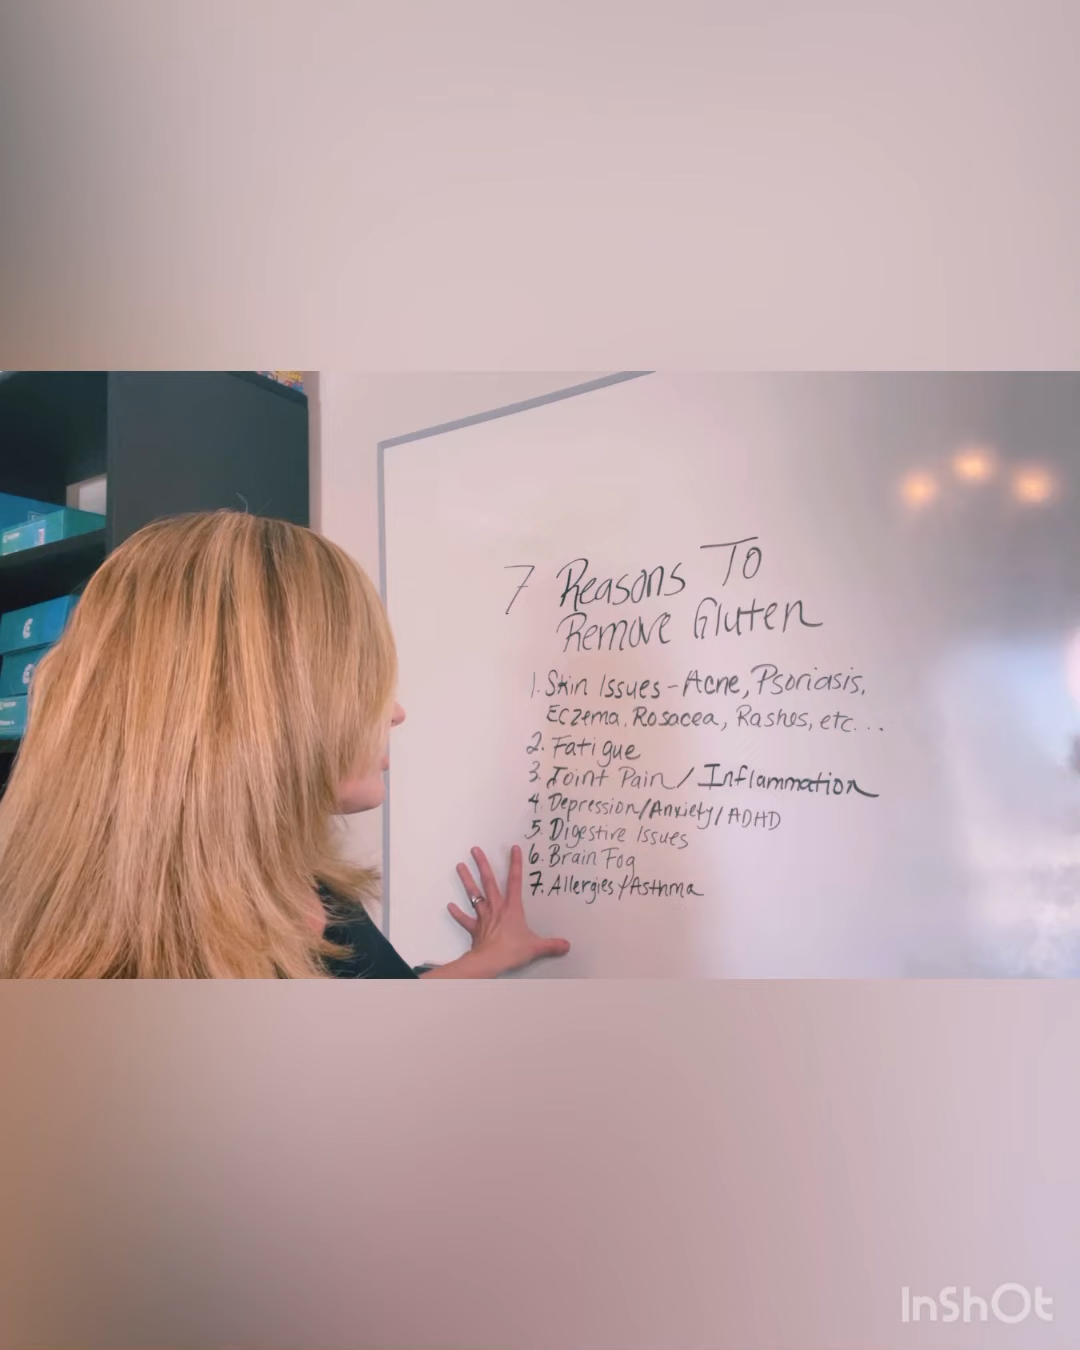 7 Reasons To
Remove Gluten
1. Skin Issues - Acne, Psoriasis,
Eczema, Rosacea, Rashes, etc...
2. Fatigue
3. Joint Pain / Inflammation
4. Depression/Anxiety/ADHD
5. Digestive Issues
6. Brain Fog
7. Allergies/Asthma
InShOt